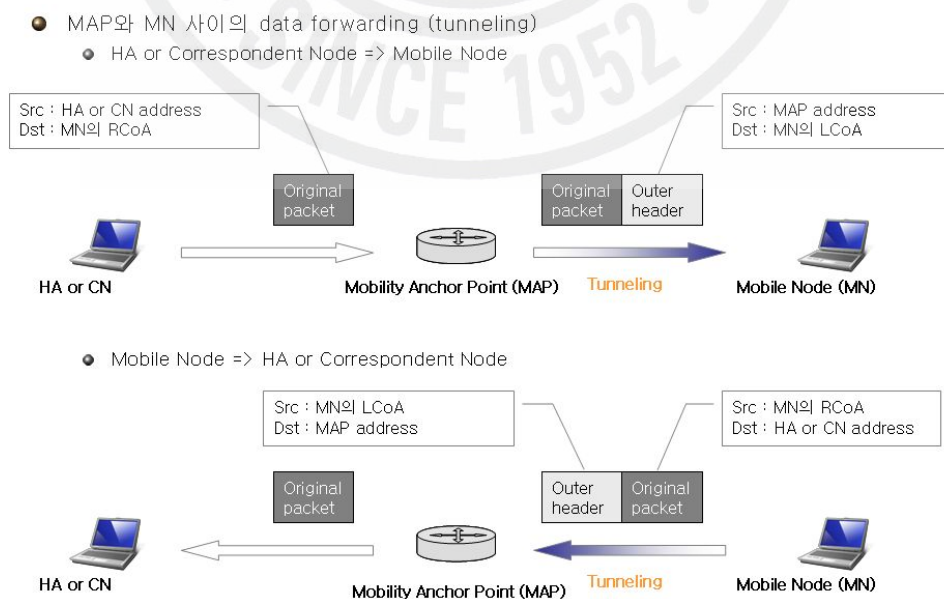 MAP와 MN 사이의 data forwarding (tunneling)
HA or Correspondent Node => Mobile Node
SINCE 1952
Src : HA or CN address
Dst : MN의 RCoA
Src : MAP address
Dst : MN의 LCoA
Original
packet
Original
packet
Outer
header
HA or CN
Mobility Anchor Point (MAP)
Tunneling
Mobile Node (MN)
Mobile Node => HA or Correspondent Node
Src : MN의 LCoA
Dst : MAP address
Src : MN의 RCoA
Dst : HA or CN address
Original
packet
Outer
header
Original
packet
HA or CN
Mobility Anchor Point (MAP)
Tunneling
Mobile Node (MN)